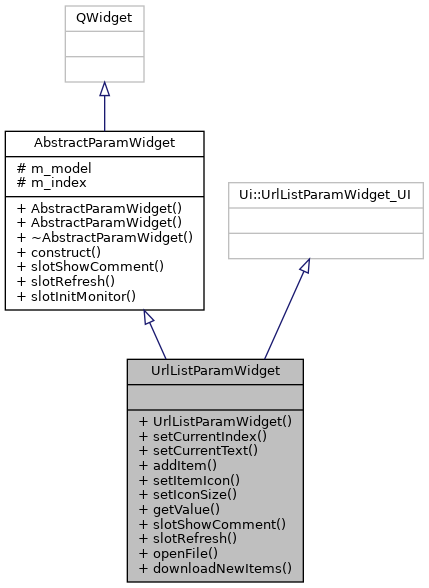 QWidget
AbstractParamWidget
# m_model
# m_index
+ AbstractParamWidget()
+ AbstractParamWidget()
+ ~AbstractParamWidget()
+ construct()
+ slotShowComment()
+ slotRefresh()
+ slotInitMonitor()
Ui::UrlListParamWidget_UI
UrlListParamWidget
+ UrlListParamWidget()
+ setCurrentIndex()
+ setCurrentText()
+ addItem()
+ setItemIcon()
+ setIconSize()
+ getValue()
+ slotShowComment()
+ slotRefresh()
+ openFile()
+ downloadNewItems()